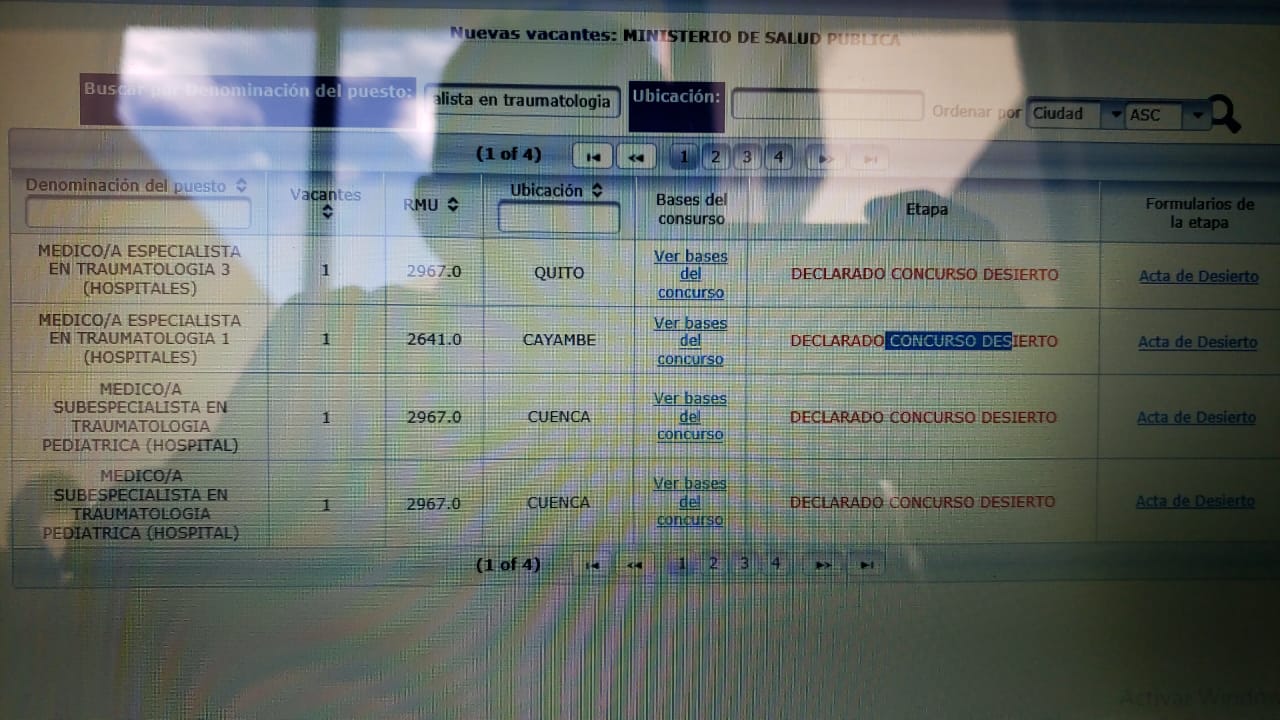 Nuevas vacantes: MINISTERIO DE SALUD PUBLICA
Buscar por Denominación del puesto: alista en traumatologia Ubicación: Ordenar por Ciudad ASC
(1 of 4) 1 2 3 4
Denominación del puesto Vacantes RMU Ubicación Bases del consurso Etapa Formularios de la etapa
MEDICO/A ESPECIALISTA
EN TRAUMATOLOGIA 3
(HOSPITALES)
1
2967.0
QUITO
Ver bases
del
concurso
DECLARADO CONCURSO DESIERTO
Acta de Desierto
MEDICO/A ESPECIALISTA
EN TRAUMATOLOGIA 1
(HOSPITALES)
1
2641.0
CAYAMBE
Ver bases
del
concurso
DECLARADO CONCURSO DESIERTO
Acta de Desierto
MEDICO/A
SUBESPECIALISTA EN
TRAUMATOLOGIA
PEDIATRICA (HOSPITAL)
1
2967.0
CUENCA
Ver bases
del
concurso
DECLARADO CONCURSO DESIERTO
Acta de Desierto
MEDICO/A
SUBESPECIALISTA EN
TRAUMATOLOGIA
PEDIATRICA (HOSPITAL)
1
2967.0
CUENCA
Ver bases
del
concurso
DECLARADO CONCURSO DESIERTO
Acta de Desierto
(1 of 4) 1 2 3 4
Activar Windows